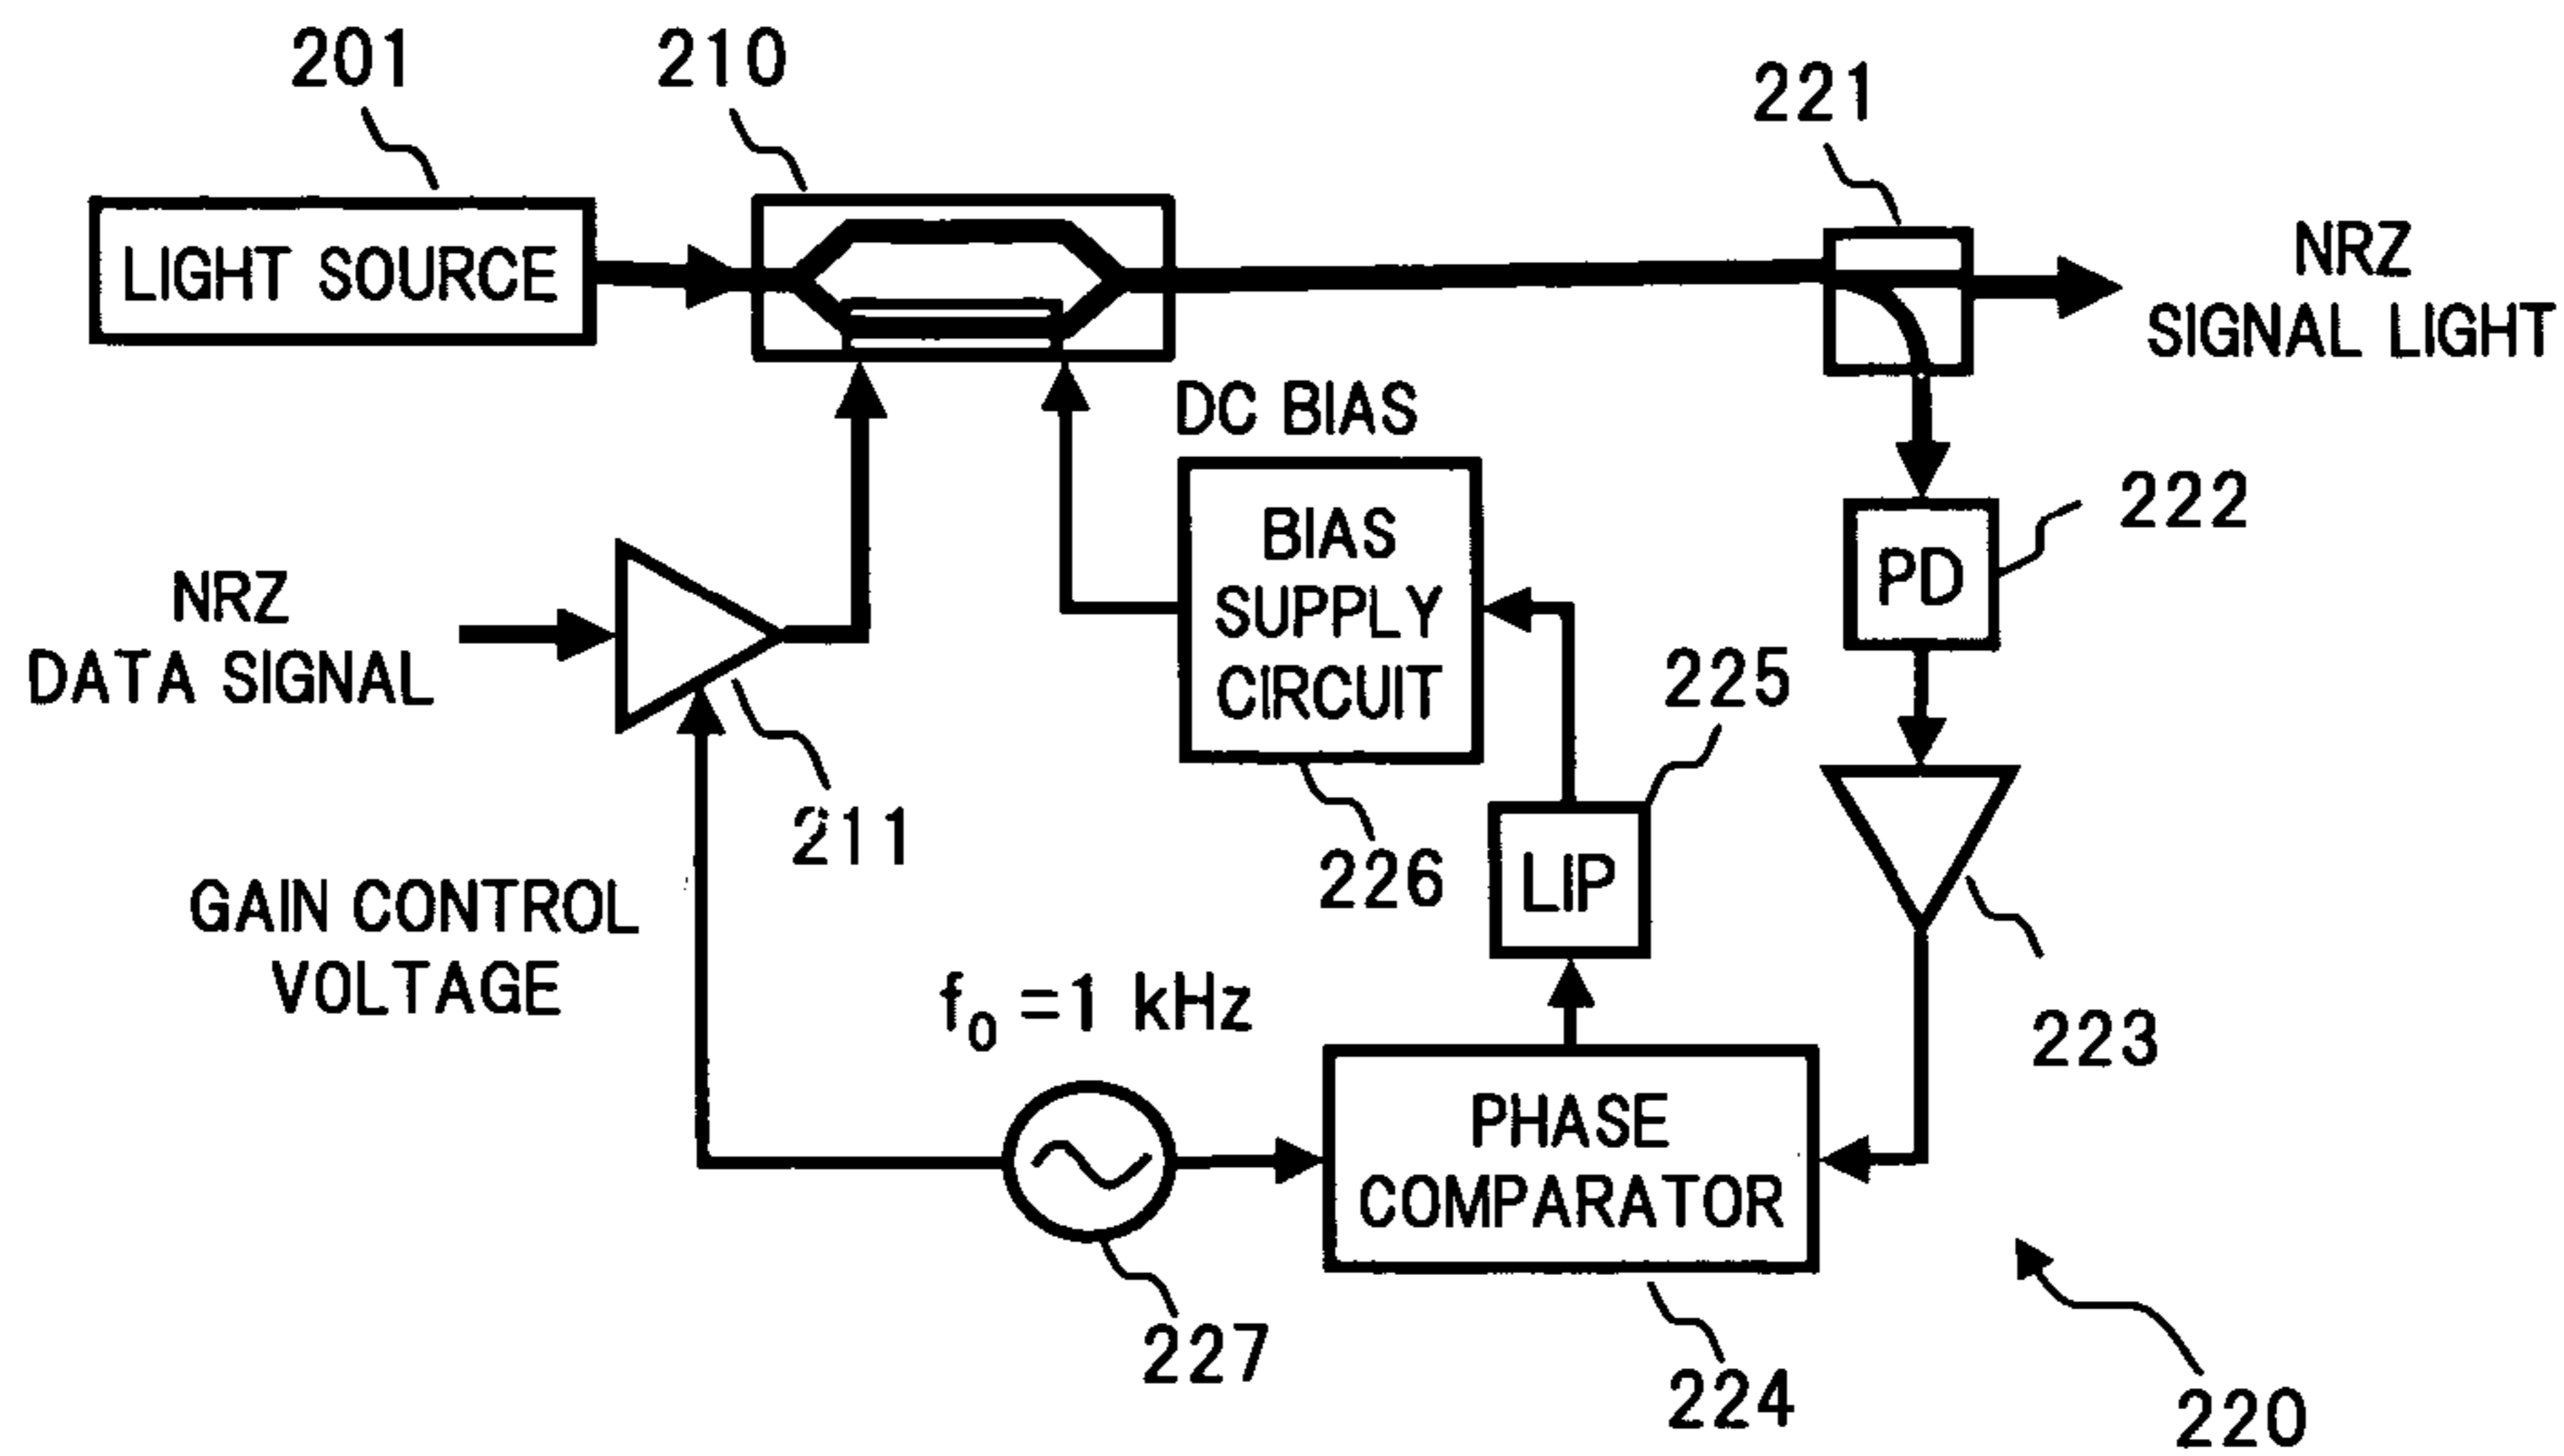 201
210
221
LIGHT SOURCE
NRZ
SIGNAL LIGHT
DC BIAS
BIAS
SUPPLY
CIRCUIT
222
PD
NRZ
DATA SIGNAL
225
211
226
LIP
GAIN CONTROL
VOLTAGE
f₀ =1 kHz
223
PHASE
COMPARATOR
227
224
220